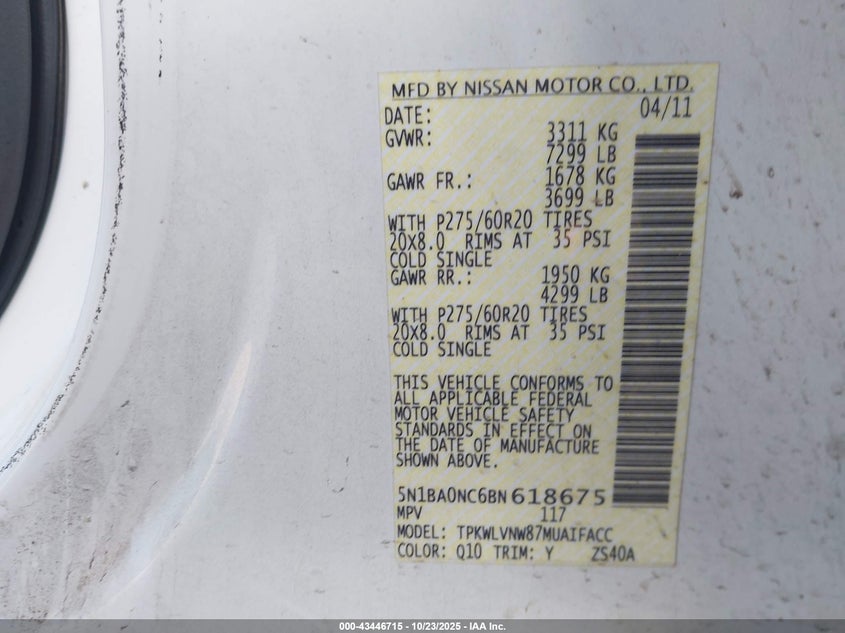 MFD BY NISSAN MOTOR CO., LTD.
DATE: 04/11
GVWR: 3311 KG
7299 LB
GAWR FR.: 1678 KG
3699 LB
WITH P275/60R20 TIRES
20X8.0 RIMS AT 35 PSI
COLD SINGLE
GAWR RR.: 1950 KG
4299 LB
WITH P275/60R20 TIRES
20X8.0 RIMS AT 35 PSI
COLD SINGLE
THIS VEHICLE CONFORMS TO
ALL APPLICABLE FEDERAL
MOTOR VEHICLE SAFETY
STANDARDS IN EFFECT ON
THE DATE OF MANUFACTURE
SHOWN ABOVE.
5N1BA0NC6BN618675
MPV 117
MODEL: TPKWLVNW87MUAIFACC
COLOR: Q10 TRIM: Y ZS40A
000-43446715 - 10/23/2025 - IAA Inc.